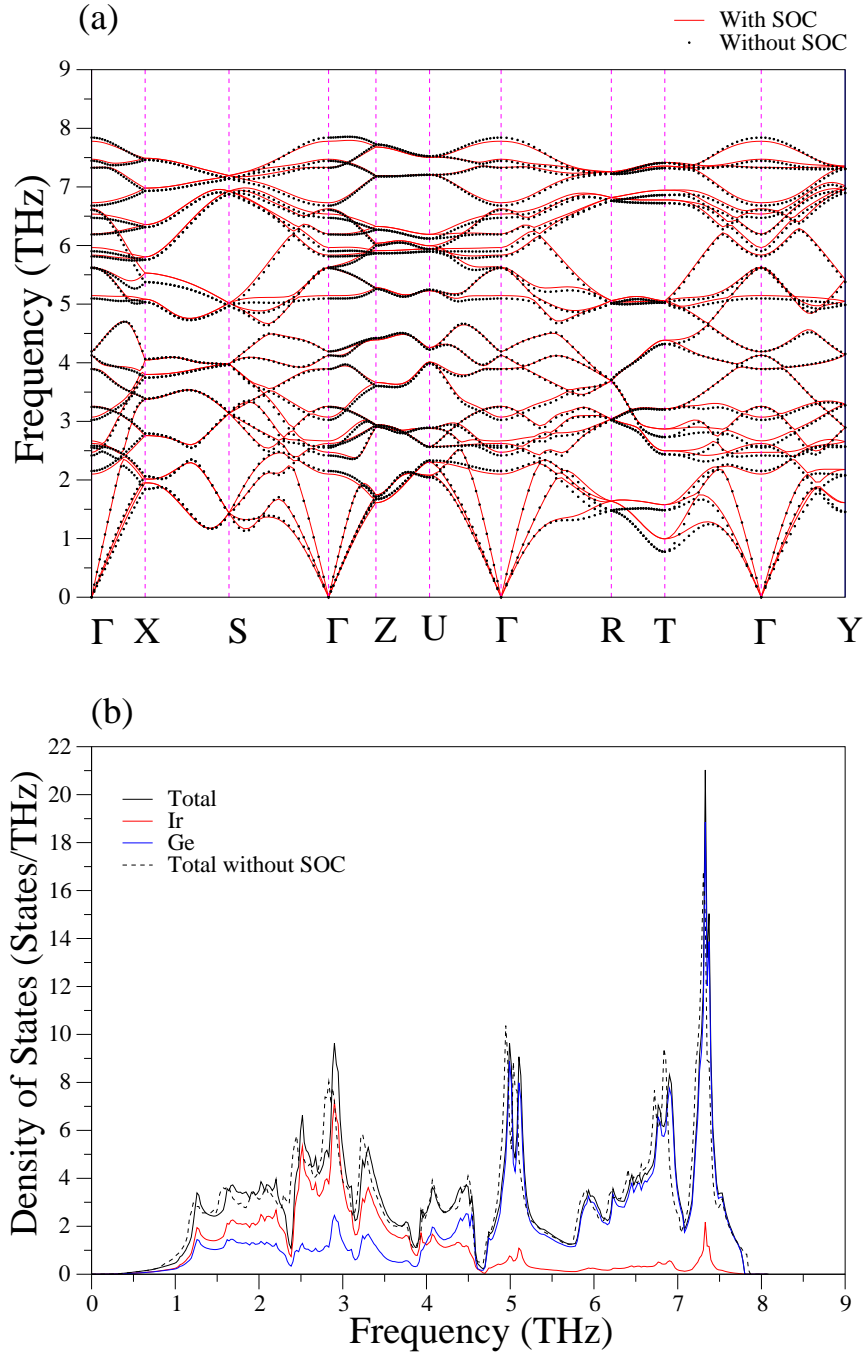 (a)
With SOC
Without SOC
9
8
7
6
5
4
3
2
1
0
Frequency (THz)
Γ X S Γ Z U Γ R T Γ Y
(b)
22
20
18
16
14
12
10
8
6
4
2
0
Density of States (States/THz)
Total
Ir
Ge
Total without SOC
0 1 2 3 4 5 6 7 8 9
Frequency (THz)